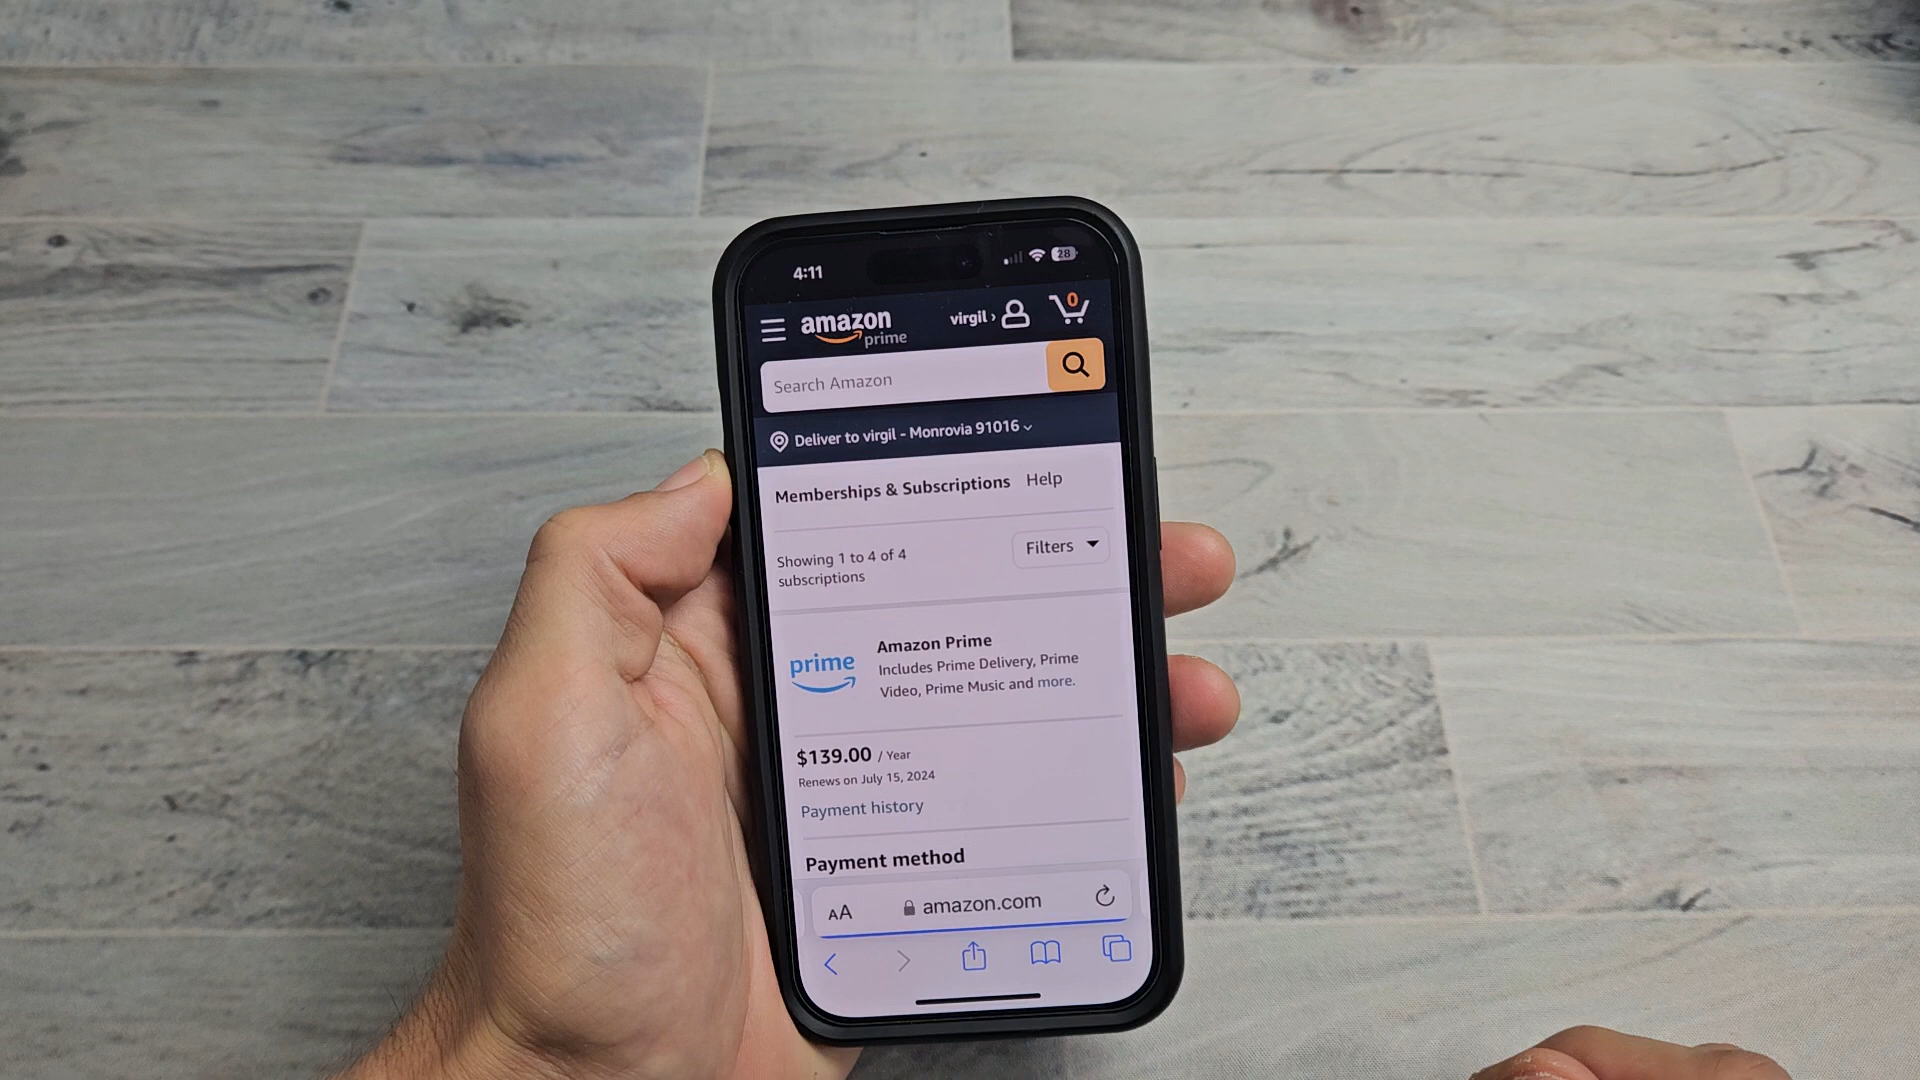 4:11
28
amazon
prime
virgil ›
0
Search Amazon
Deliver to virgil - Monrovia 91016
Memberships & Subscriptions Help
Showing 1 to 4 of 4
subscriptions
Filters
prime
Amazon Prime
Includes Prime Delivery, Prime
Video, Prime Music and more.
$139.00 / Year
Renews on July 15, 2024
Payment history
Payment method
AA
amazon.com